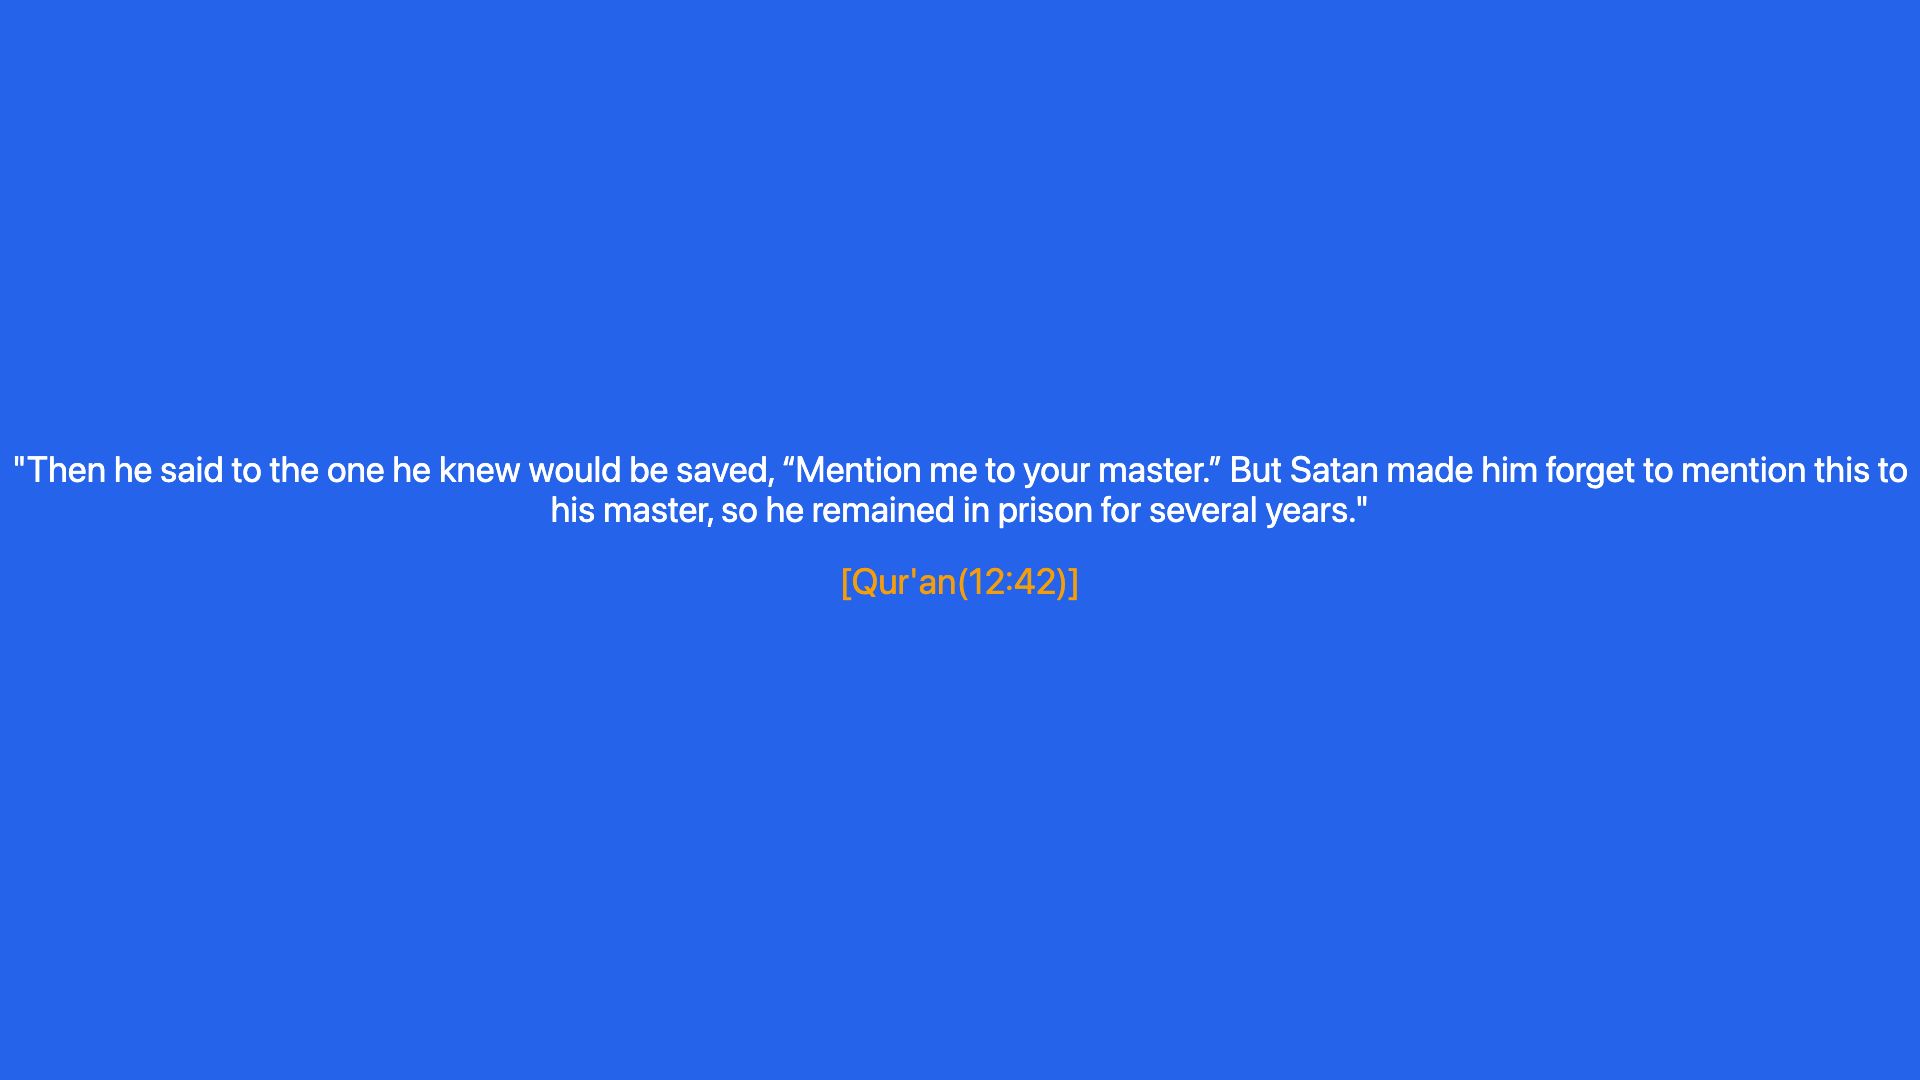 "Then he said to the one he knew would be saved, “Mention me to your master.” But Satan made him forget to mention this to
his master, so he remained in prison for several years."
[Qur'an(12:42)]